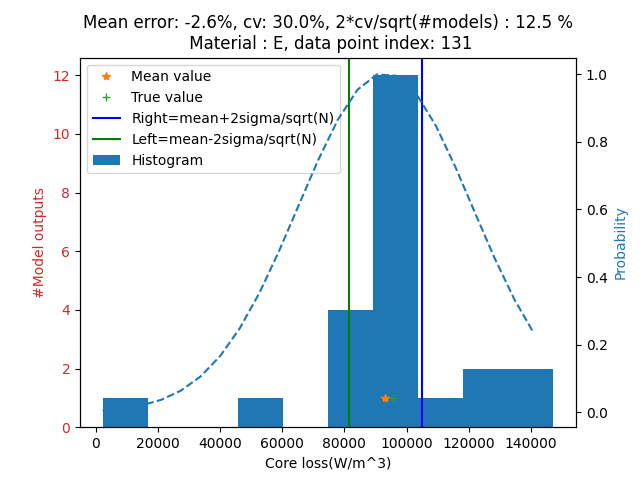 Mean error: -2.6%, cv: 30.0%, 2*cv/sqrt(#models) : 12.5 %
Material : E, data point index: 131
Mean value
True value
Right=mean+2sigma/sqrt(N)
Left=mean-2sigma/sqrt(N)
Histogram
12
10
8
6
4
2
0
#Model outputs
1.0
0.8
0.6
0.4
0.2
0.0
Probability
0 20000 40000 60000 80000 100000 120000 140000
Core loss(W/m^3)